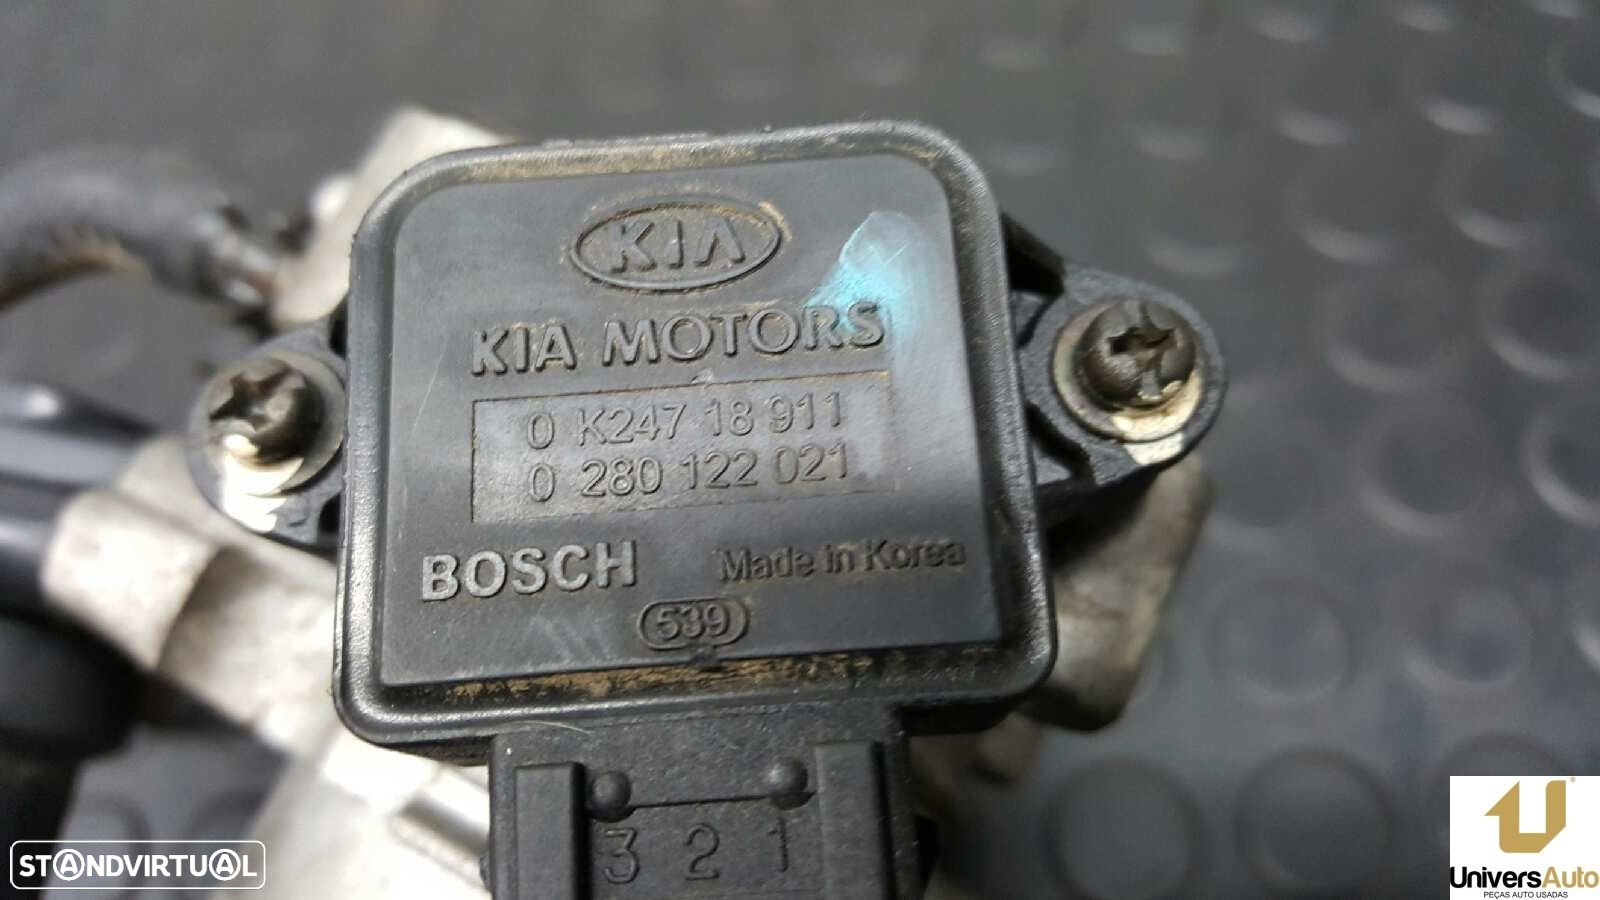 KIA
KIA MOTORS
0 K247 18 911
0 280 122 021
BOSCH
Made in Korea
539
3 2 1
STANDVIRTUAL
UniversAuto
PEÇAS AUTO USADAS